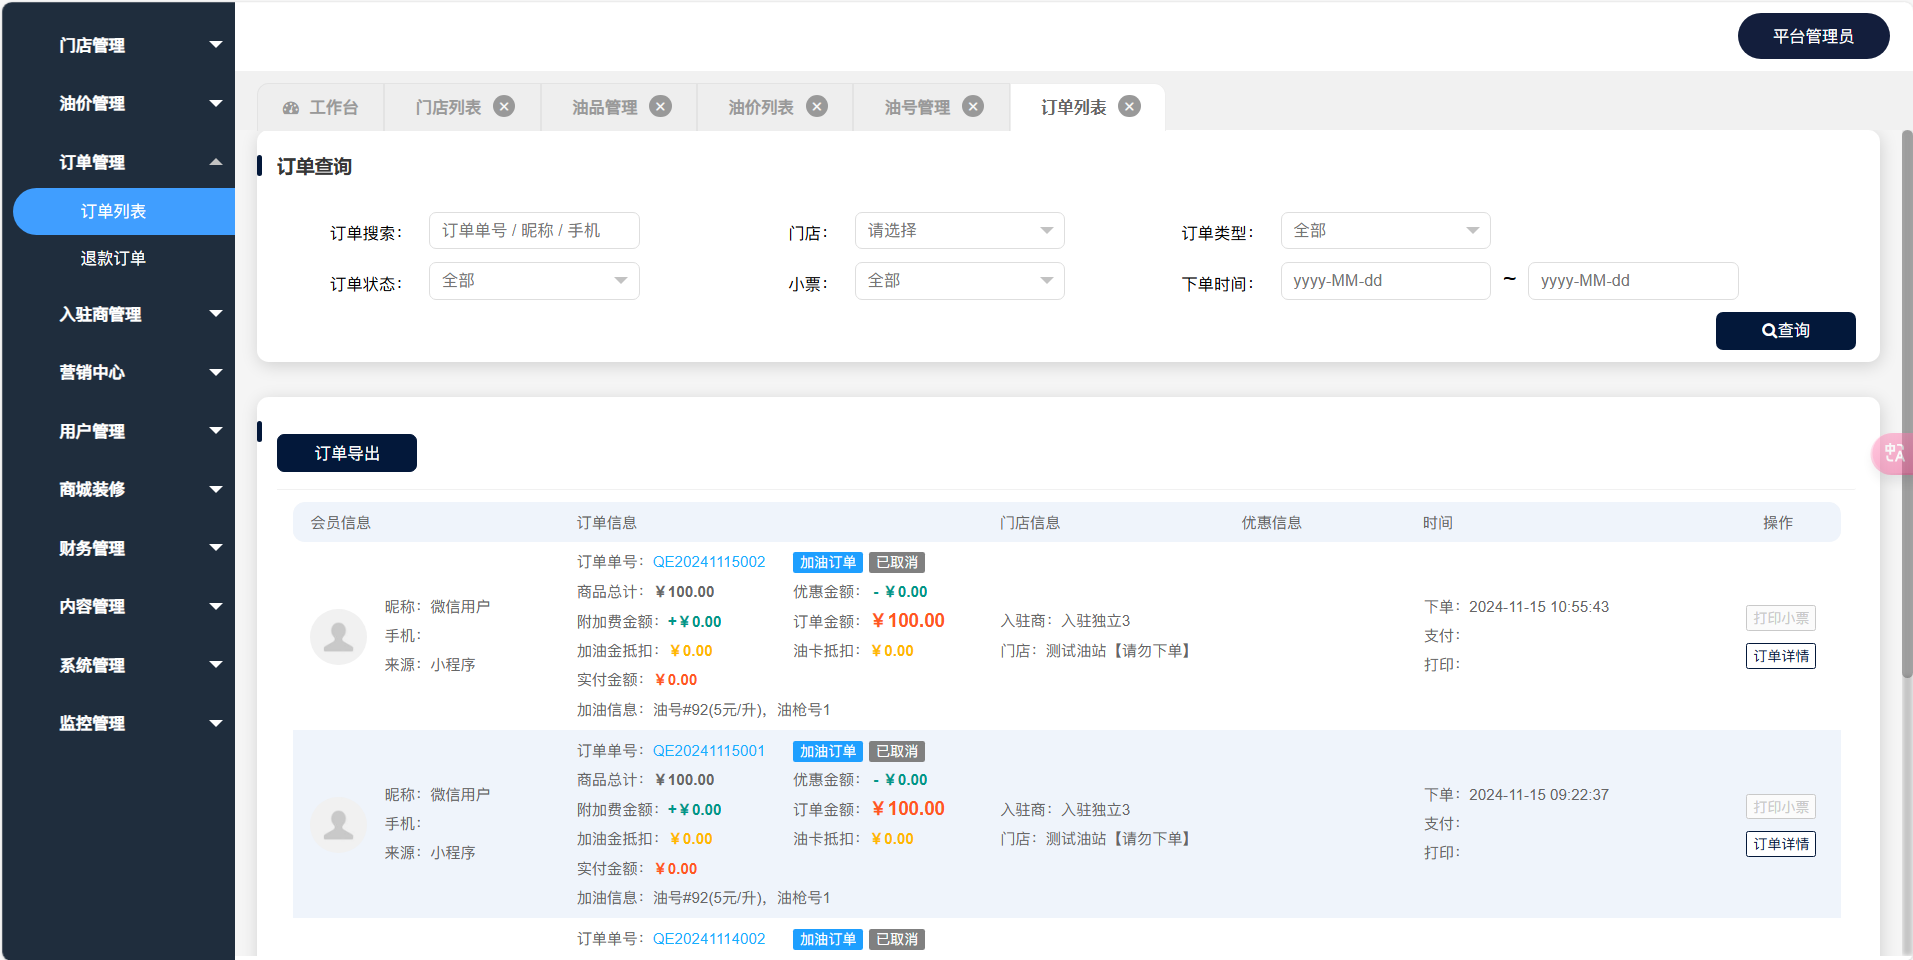 平台管理员
门店管理
油价管理
订单管理
订单列表
退款订单
入驻商管理
营销中心
用户管理
商城装修
财务管理
内容管理
系统管理
监控管理
工作台 门店列表 油品管理 油价列表 油号管理 订单列表
订单查询
订单搜索： 订单单号 / 昵称 / 手机 门店： 请选择 订单类型： 全部
订单状态： 全部 小票： 全部 下单时间： yyyy-MM-dd ~ yyyy-MM-dd
查询
订单导出
会员信息 订单信息 门店信息 优惠信息 时间 操作
昵称：微信用户
手机：
来源：小程序
订单单号：QE20241115002 加油订单 已取消
商品总计：￥100.00 优惠金额：-￥0.00
附加费金额：+￥0.00 订单金额：￥100.00
加油金抵扣：￥0.00 油卡抵扣：￥0.00
实付金额：￥0.00
加油信息：油号#92(5元/升)，油枪号1
入驻商：入驻独立3
门店：测试油站【请勿下单】
下单：2024-11-15 10:55:43
支付：
打印：
打印小票
订单详情
昵称：微信用户
手机：
来源：小程序
订单单号：QE20241115001 加油订单 已取消
商品总计：￥100.00 优惠金额：-￥0.00
附加费金额：+￥0.00 订单金额：￥100.00
加油金抵扣：￥0.00 油卡抵扣：￥0.00
实付金额：￥0.00
加油信息：油号#92(5元/升)，油枪号1
入驻商：入驻独立3
门店：测试油站【请勿下单】
下单：2024-11-15 09:22:37
支付：
打印：
打印小票
订单详情
订单单号：QE20241114002 加油订单 已取消
中A